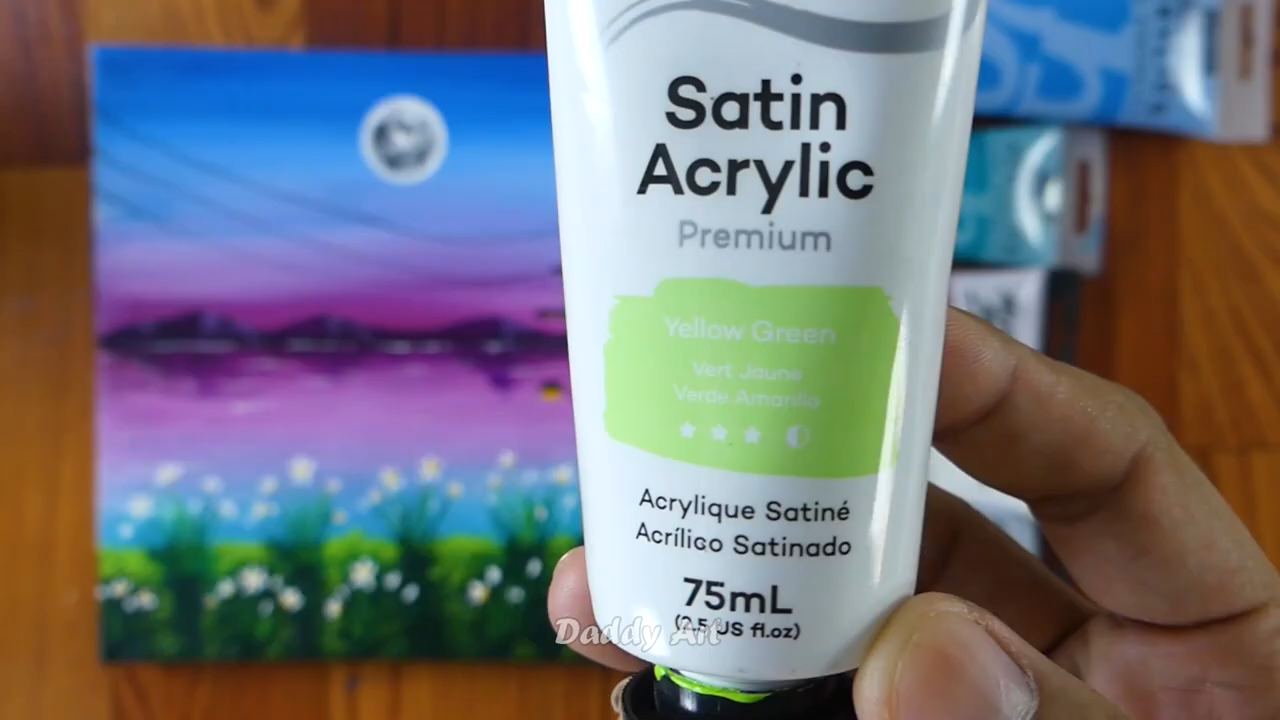 Satin
Acrylic
Premium
Yellow Green
Vert Jaune
Verde Amarillo
Acrylique Satiné
Acrílico Satinado
75mL
(2.5 US fl.oz)
Daddy Art